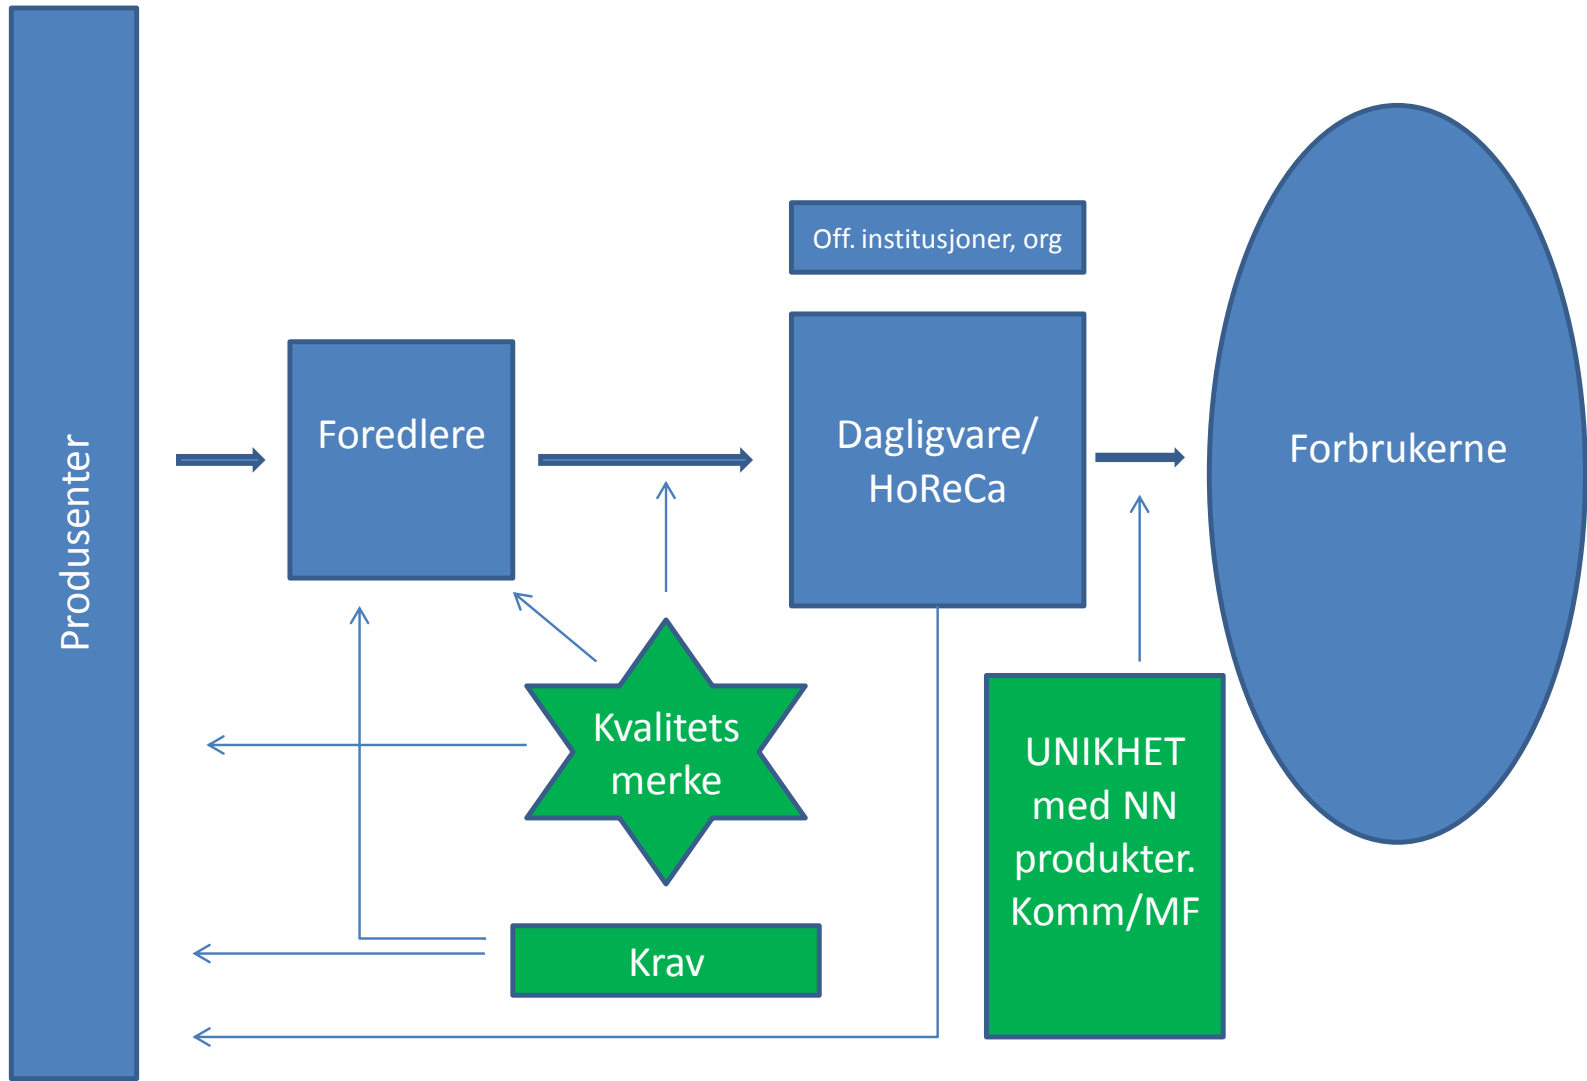 Produsenter
Foredlere
Off. institusjoner, org
Dagligvare/
HoReCa
Forbrukerne
Kvalitets
merke
Krav
UNIKHET
med NN
produkter.
Komm/MF